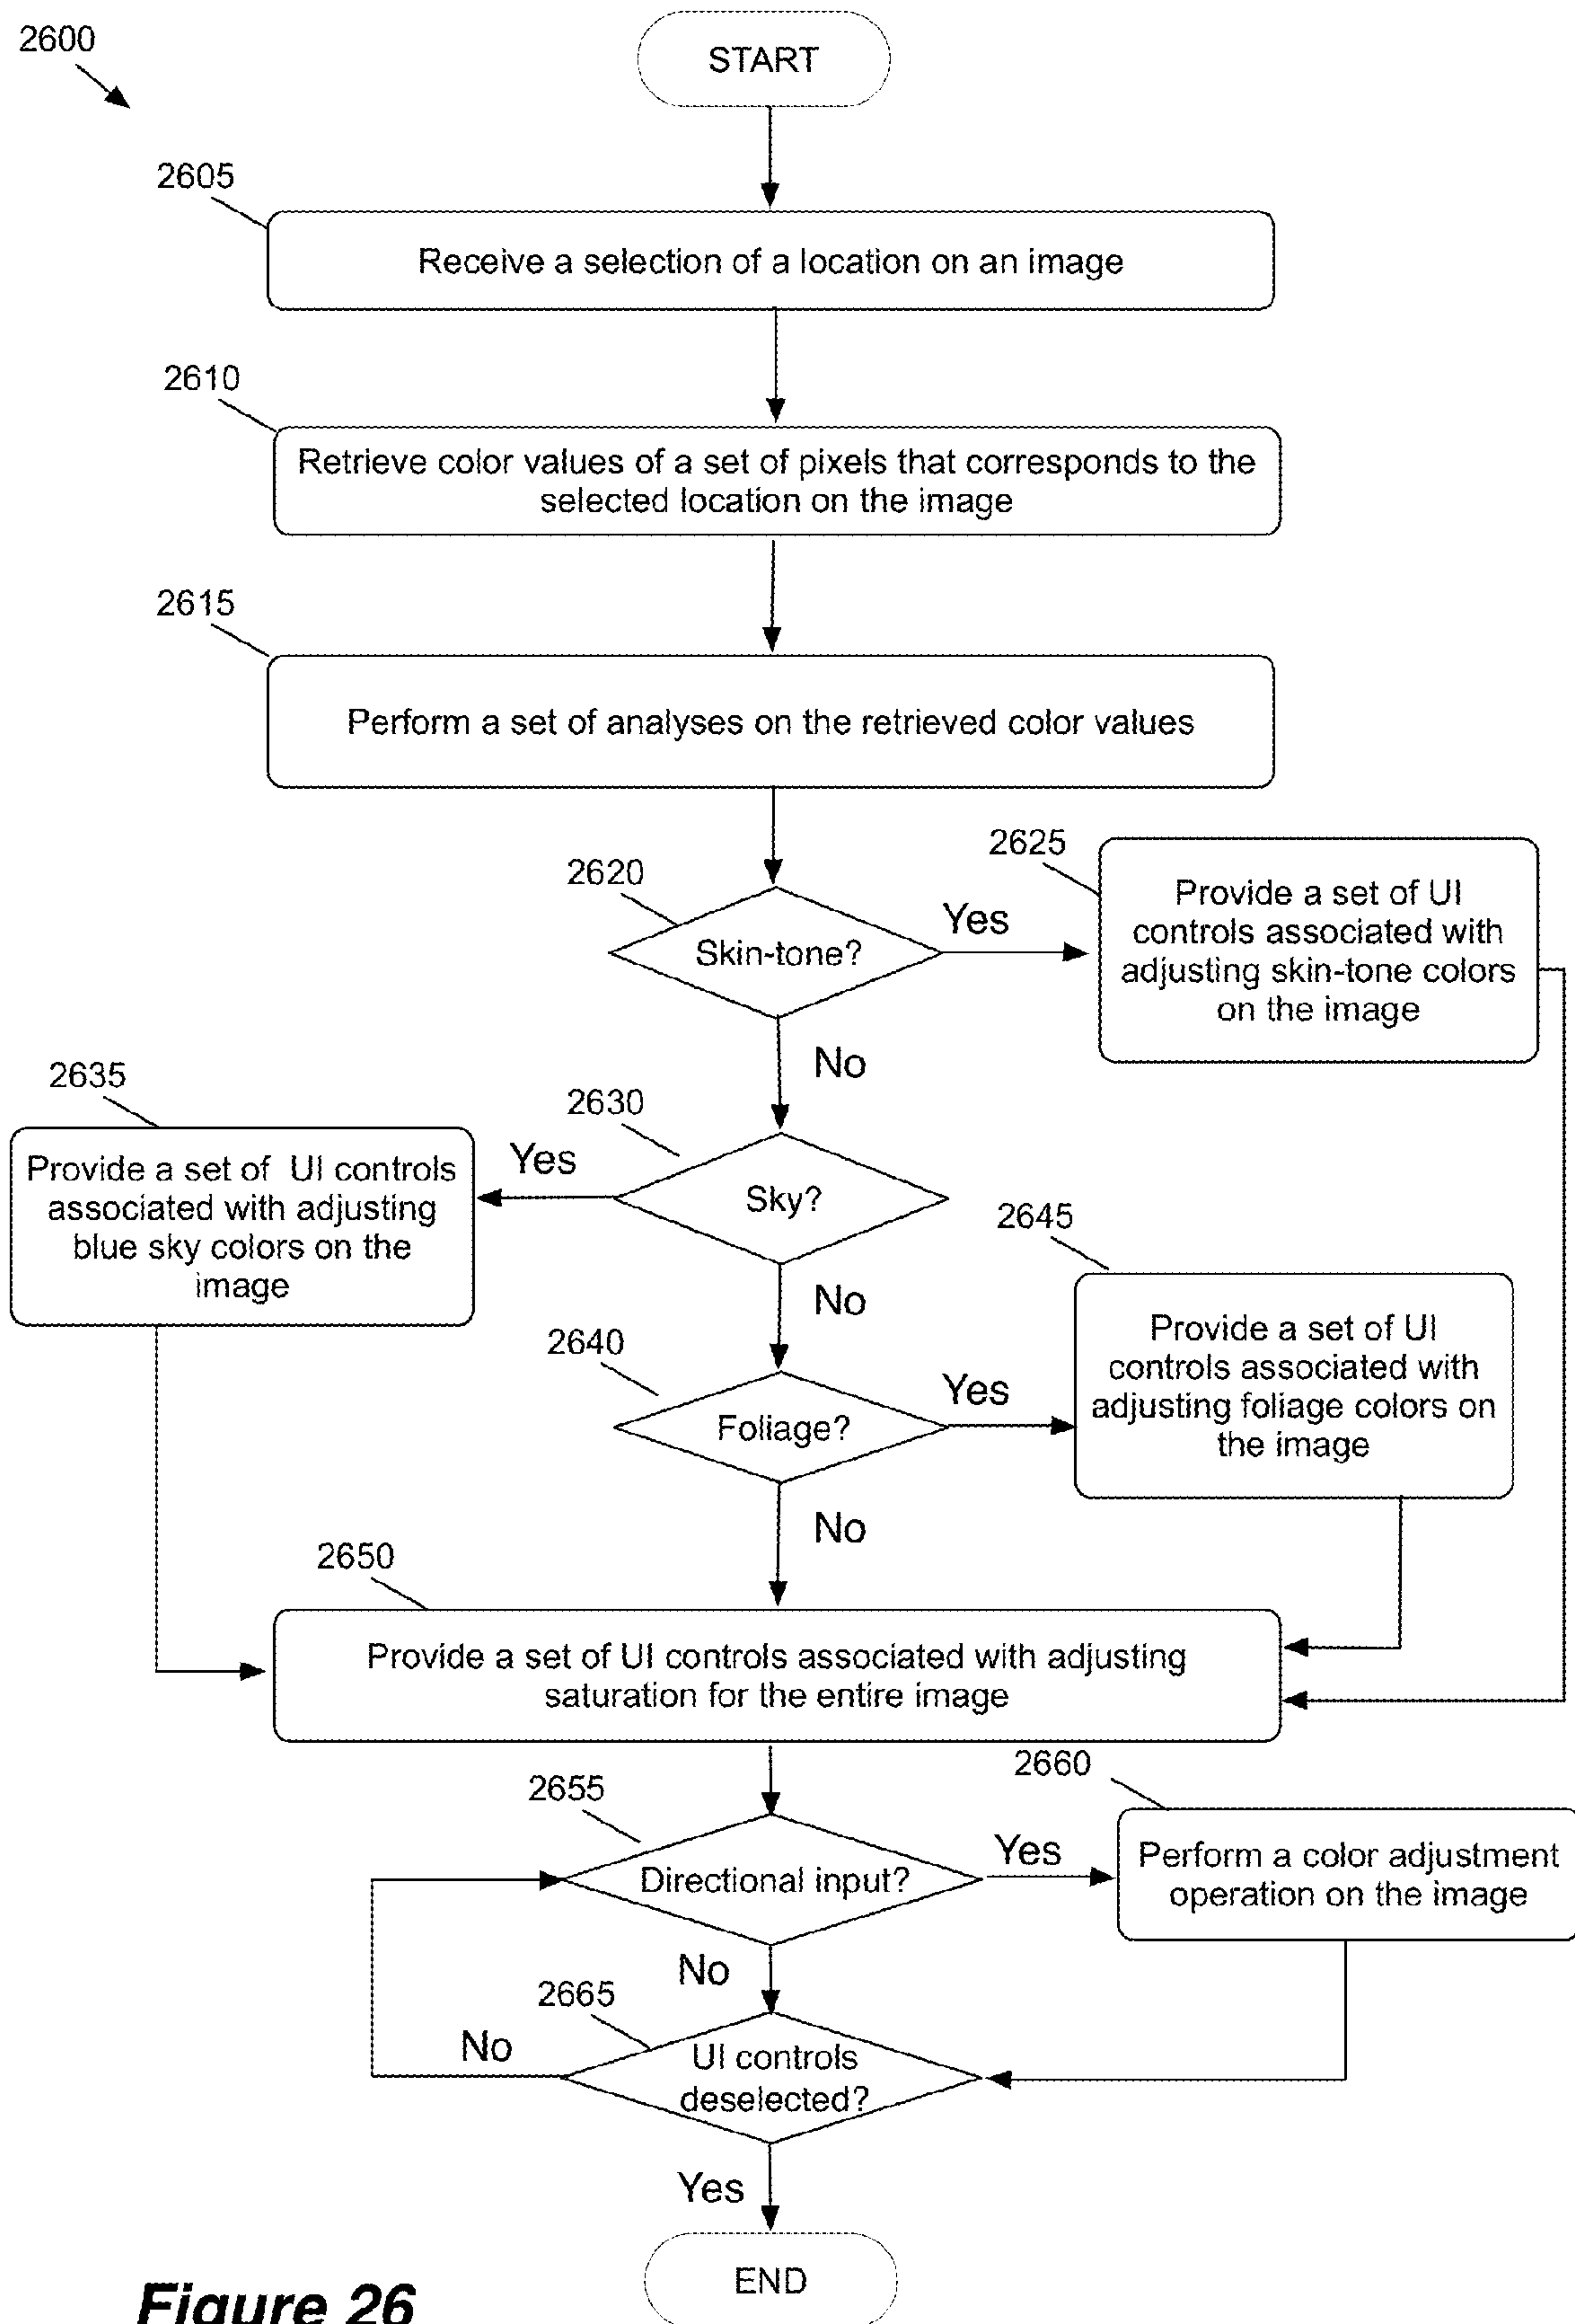 2600
START
2605
Receive a selection of a location on an image
2610
Retrieve color values of a set of pixels that corresponds to the
selected location on the image
2615
Perform a set of analyses on the retrieved color values
2620
Skin-tone?
Yes
2625
Provide a set of UI
controls associated with
adjusting skin-tone colors
on the image
No
2630
Sky?
Yes
2635
Provide a set of UI controls
associated with adjusting
blue sky colors on the
image
No
2640
Foliage?
Yes
2645
Provide a set of UI
controls associated with
adjusting foliage colors on
the image
No
2650
Provide a set of UI controls associated with adjusting
saturation for the entire image
2655
Directional input?
Yes
2660
Perform a color adjustment
operation on the image
No
2665
UI controls
deselected?
No
Yes
END
Figure 26